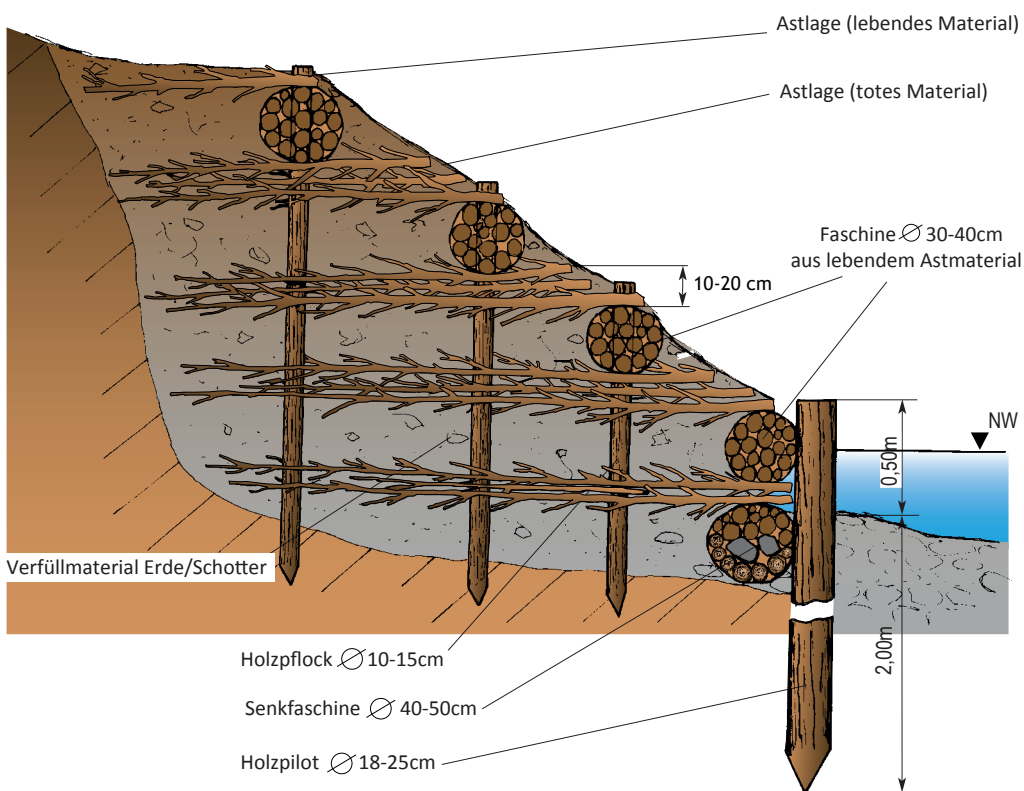 Astlage (lebendes Material)
Astlage (totes Material)
Faschine ∅ 30-40cm
aus lebendem Astmaterial
10-20 cm
NW
0,50m
Verfüllmaterial Erde/Schotter
2,00m
Holzpflock ∅ 10-15cm
Senkfaschine ∅ 40-50cm
Holzpilot ∅ 18-25cm